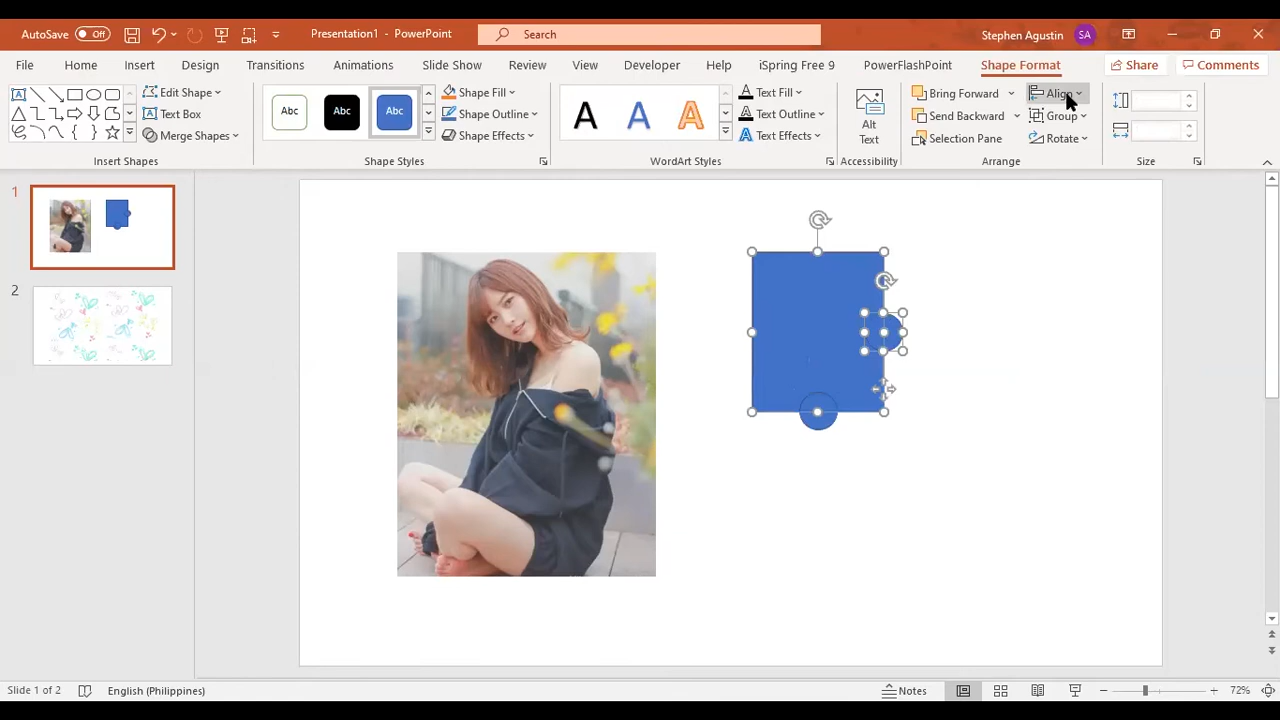 AutoSave Off Presentation1 - PowerPoint Search Stephen Agustin SA
File Home Insert Design Transitions Animations Slide Show Review View Developer Help iSpring Free 9 PowerFlashPoint Shape Format Share Comments
Edit Shape
Text Box
Merge Shapes
Insert Shapes
Abc Abc Abc
Shape Fill
Shape Outline
Shape Effects
Shape Styles
A A A
Text Fill
Text Outline
Text Effects
WordArt Styles
Alt
Text
Accessibility
Bring Forward
Send Backward
Selection Pane
Align
Group
Rotate
Arrange
Size
1
2
Slide 1 of 2 English (Philippines) Notes 72%